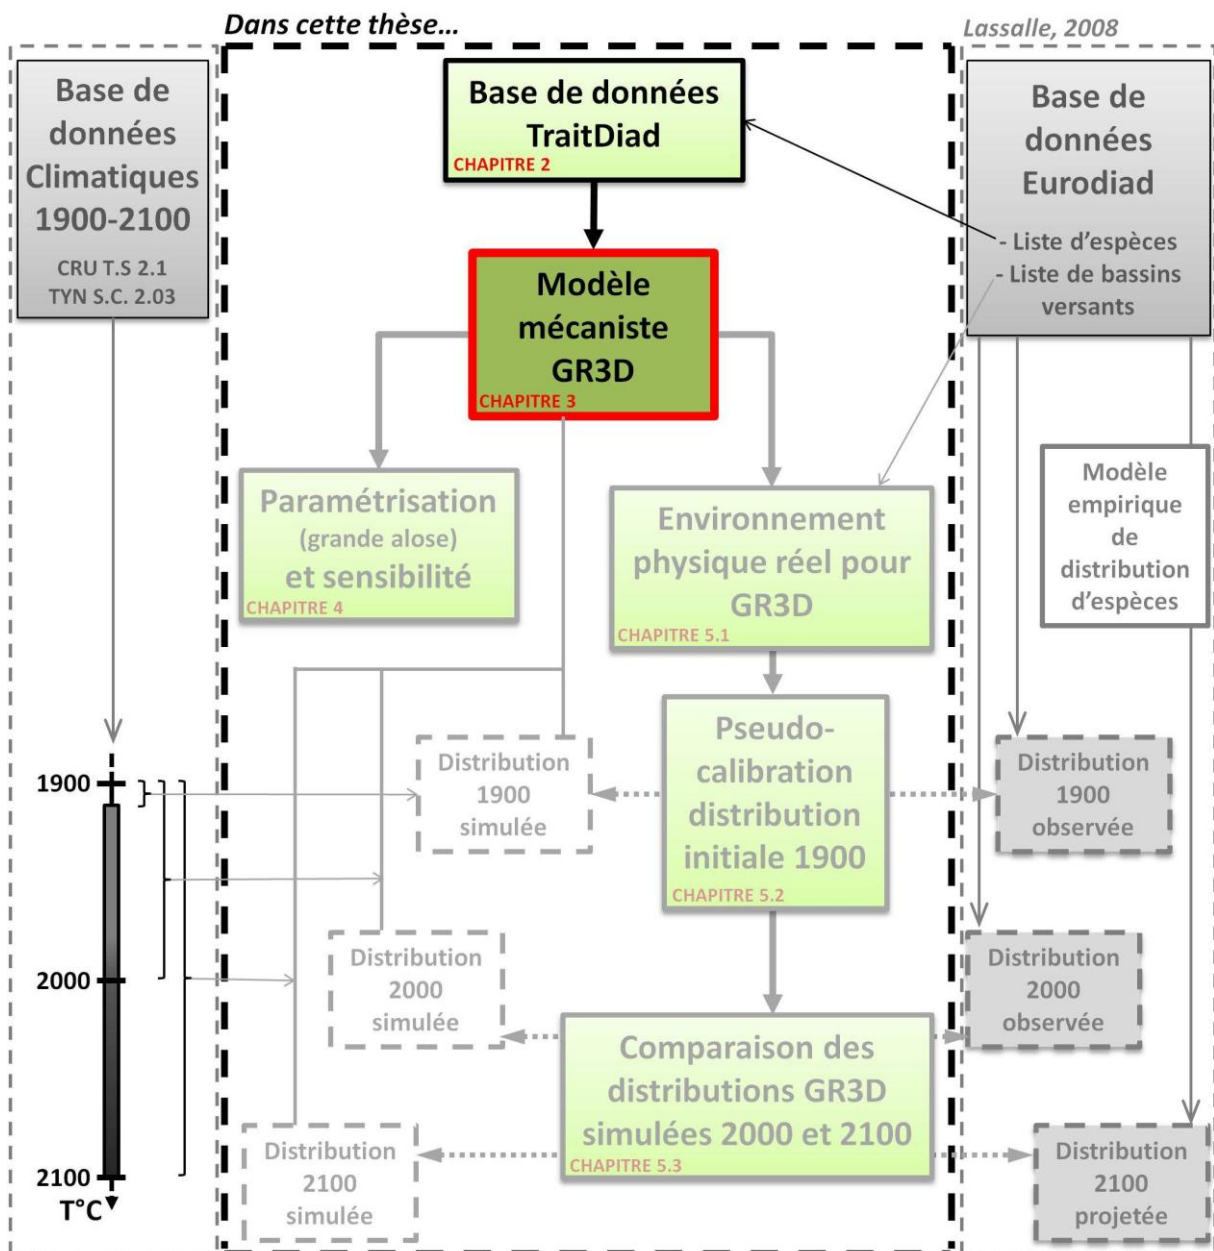 Dans cette thèse...
Lassalle, 2008
Base de
données
Climatiques
1900-2100
CRU T.S 2.1
TYN S.C. 2.03
Base de données
TraitDiad
CHAPITRE 2
Base de
données
Eurodiad
- Liste d'espèces
- Liste de bassins
versants
Modèle
mécaniste
GR3D
CHAPITRE 3
Paramétrisation
(grande alose)
et sensibilité
CHAPITRE 4
Environnement
physique réel pour
GR3D
CHAPITRE 5.1
Modèle
empirique
de
distribution
d'espèces
Pseudo-
calibration
distribution
initiale 1900
CHAPITRE 5.2
1900
2000
2100
T°C
Distribution
1900
simulée
Distribution
1900
observée
Distribution
2000
simulée
Distribution
2000
observée
Comparaison des
distributions GR3D
simulées 2000 et 2100
CHAPITRE 5.3
Distribution
2100
simulée
Distribution
2100
projetée